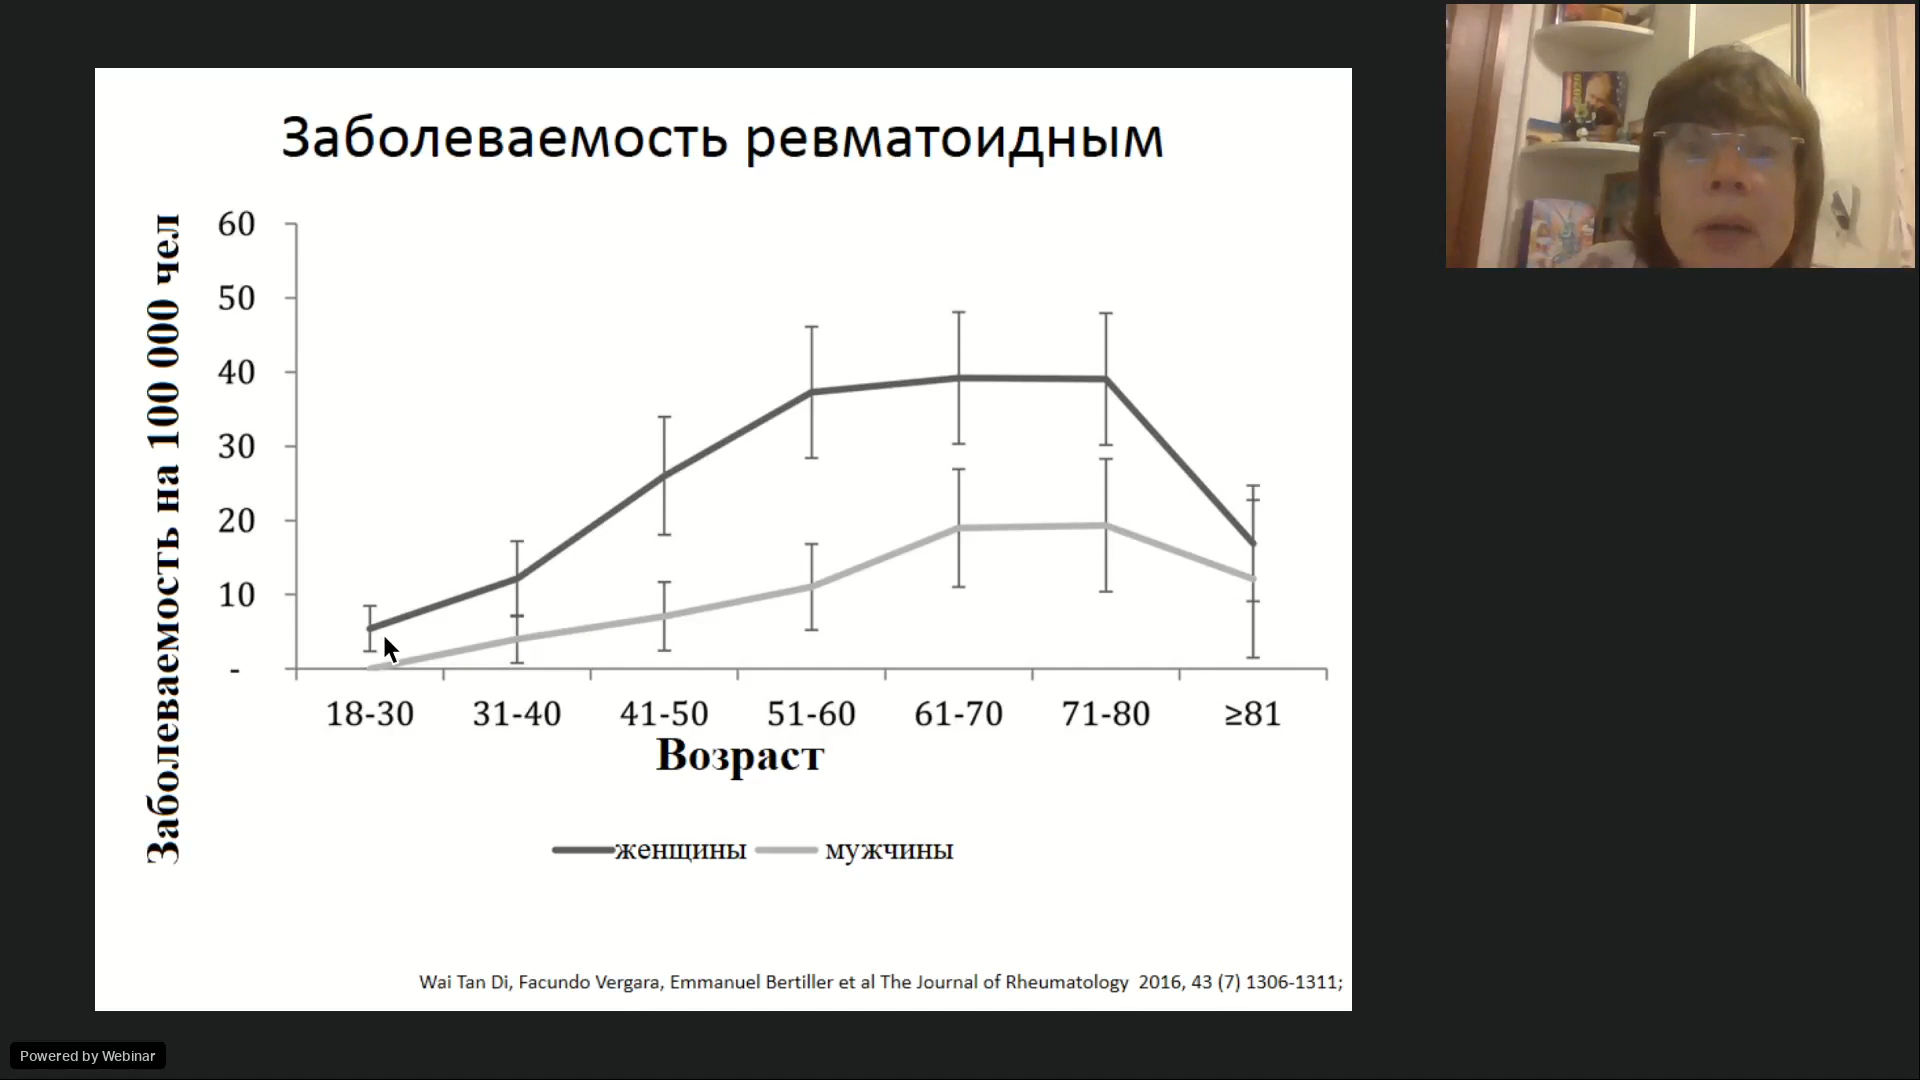 Заболеваемость ревматоидным
Заболеваемость на 100 000 чел
60
50
40
30
20
10
-
18-30 31-40 41-50 51-60 61-70 71-80 ≥81
Возраст
женщины мужчины
Wai Tan Di, Facundo Vergara, Emmanuel Bertiller et al The Journal of Rheumatology 2016, 43 (7) 1306-1311;
Powered by Webinar